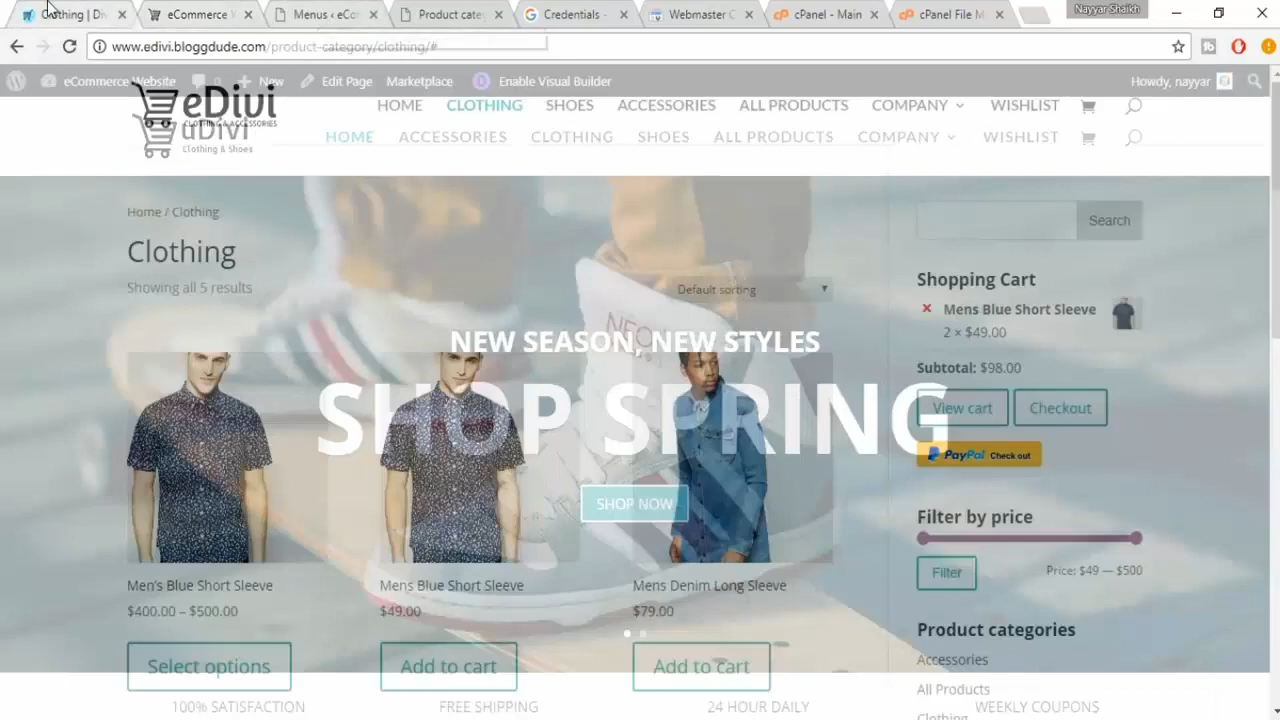 Clothing | Di
eCommerce W
Menus ‹ eCo
Product cate
Credentials -
Webmaster
cPanel - Main
cPanel File M
Nayyar Shaikh
www.edivi.bloggdude.com/product-category/clothing/#
eCommerce Website
0
New
Edit Page
Marketplace
D
Enable Visual Builder
Howdy, nayyar
eDivi
CLOTHING & ACCESSORIES
HOME
CLOTHING
SHOES
ACCESSORIES
ALL PRODUCTS
COMPANY
WISHLIST
Divi
Clothing & Shoes
HOME
ACCESSORIES
CLOTHING
SHOES
ALL PRODUCTS
COMPANY
WISHLIST
Home / Clothing
Clothing
Showing all 5 results
Default sorting
Search
NEON
NEW SEASON, NEW STYLES
SHOP SPRING
SHOP NOW
Men's Blue Short Sleeve
$400.00 – $500.00
Select options
Mens Blue Short Sleeve
$49.00
Add to cart
Mens Denim Long Sleeve
$79.00
Add to cart
Shopping Cart
Mens Blue Short Sleeve
2 × $49.00
Subtotal: $98.00
View cart
Checkout
PayPal Check out
Filter by price
Filter
Price: $49 — $500
Product categories
Accessories
All Products
Clothing
100% SATISFACTION
FREE SHIPPING
24 HOUR DAILY
WEEKLY COUPONS